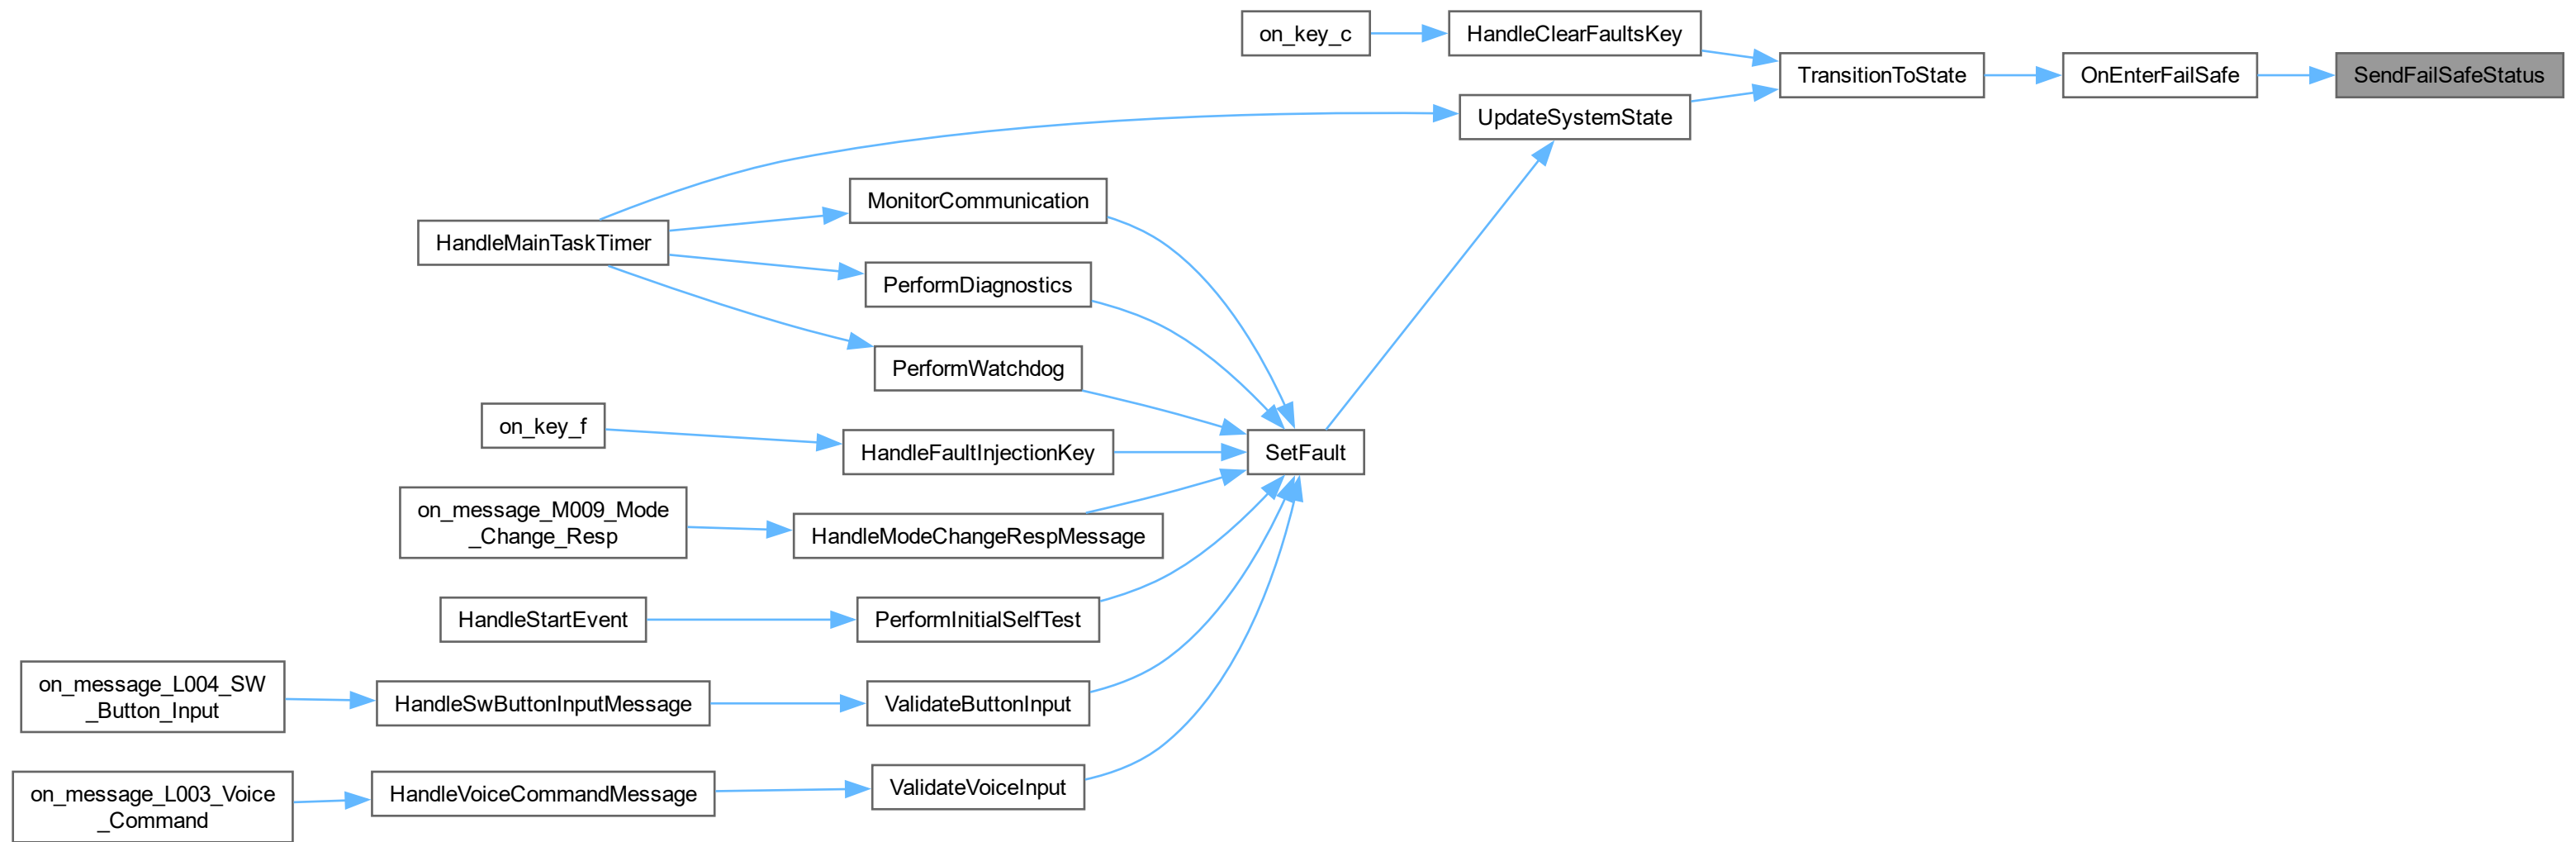 on_key_c
HandleClearFaultsKey
TransitionToState
OnEnterFailSafe
SendFailSafeStatus
UpdateSystemState
MonitorCommunication
HandleMainTaskTimer
PerformDiagnostics
PerformWatchdog
on_key_f
HandleFaultInjectionKey
SetFault
on_message_M009_Mode
_Change_Resp
HandleModeChangeRespMessage
HandleStartEvent
PerformInitialSelfTest
on_message_L004_SW
_Button_Input
HandleSwButtonInputMessage
ValidateButtonInput
on_message_L003_Voice
_Command
HandleVoiceCommandMessage
ValidateVoiceInput